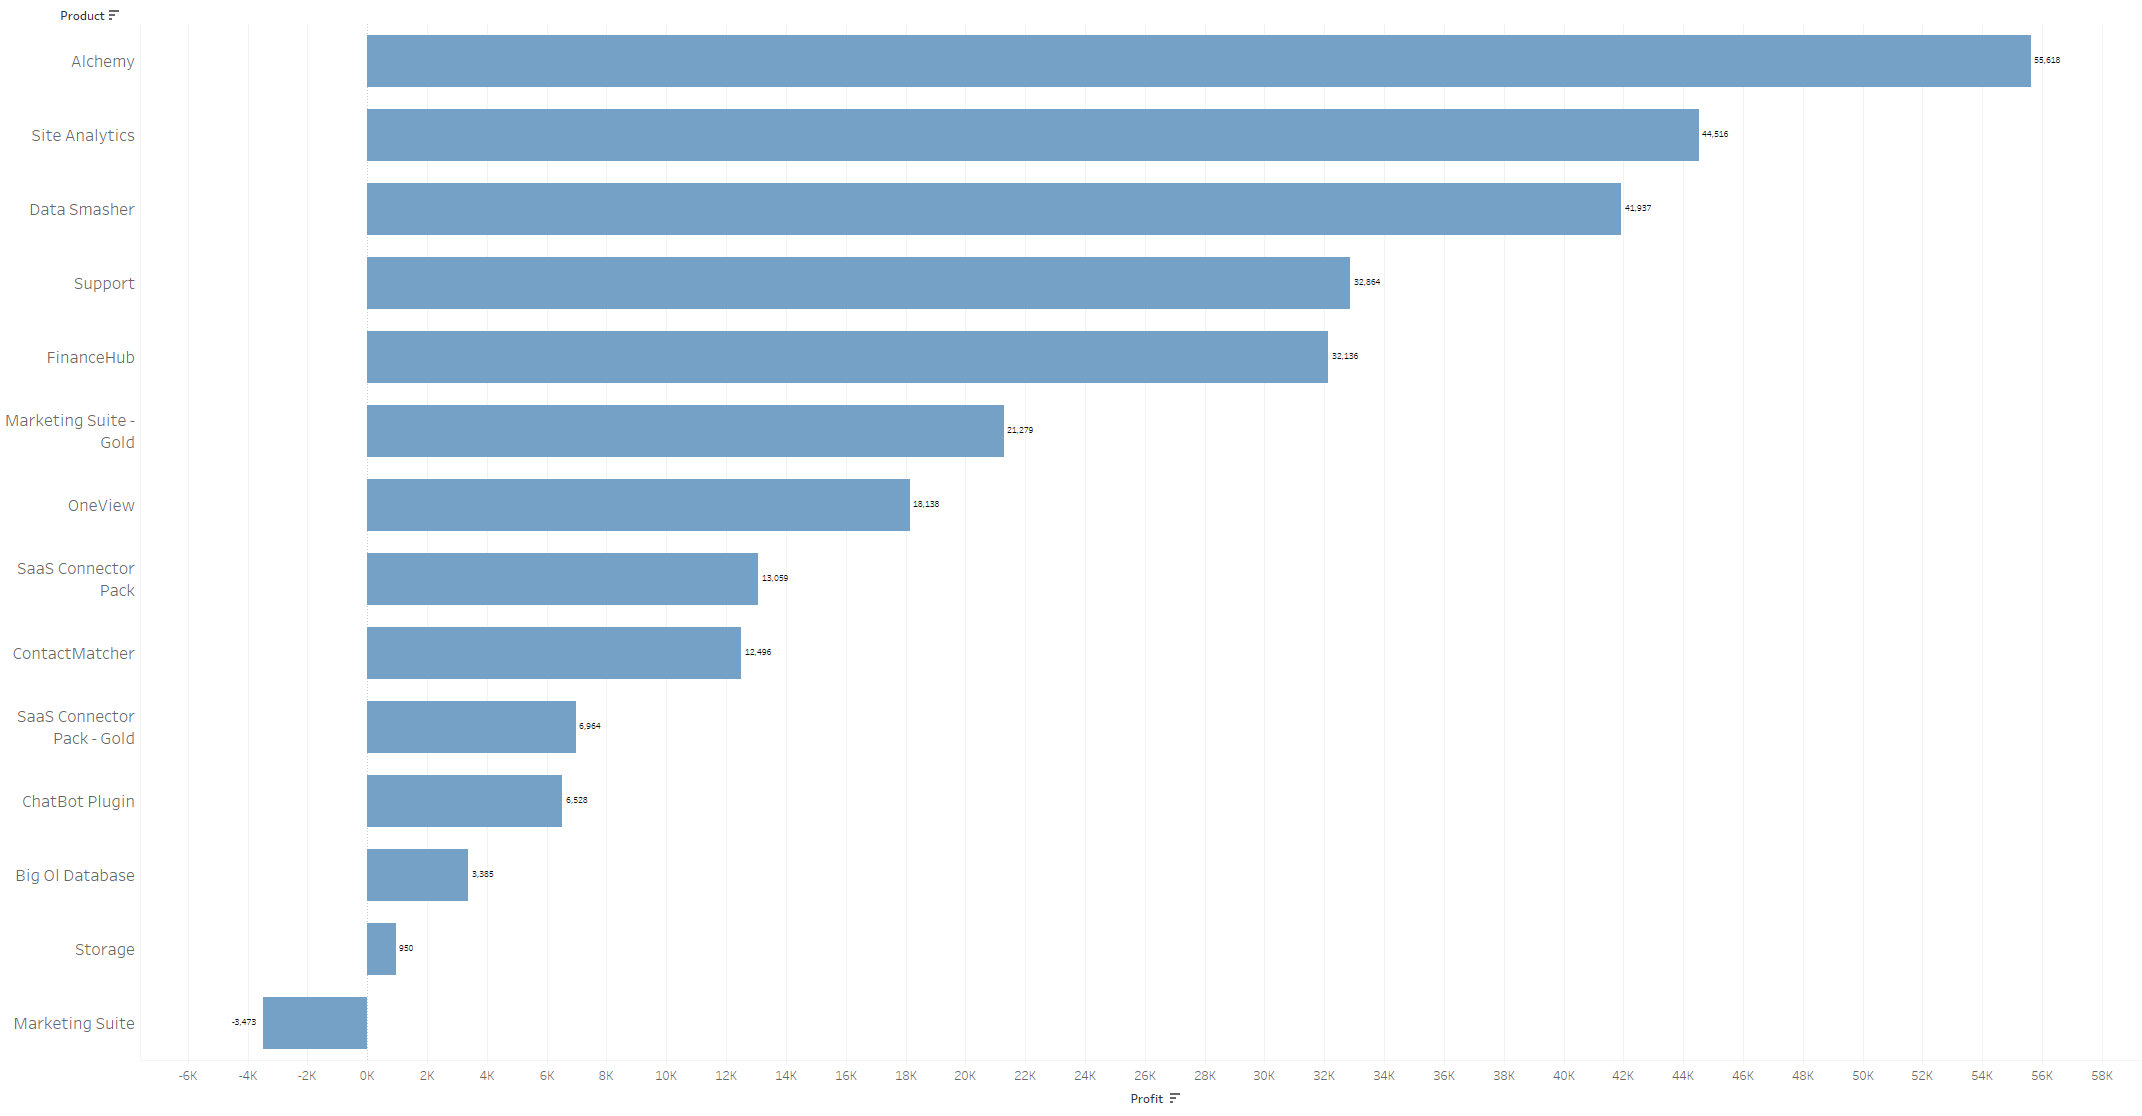 Product
Alchemy
55,618
Site Analytics
44,516
Data Smasher
41,937
Support
32,864
FinanceHub
32,136
Marketing Suite -
Gold
21,279
OneView
18,138
SaaS Connector
Pack
13,059
ContactMatcher
12,496
SaaS Connector
Pack - Gold
6,964
ChatBot Plugin
6,528
Big Ol Database
3,385
Storage
950
Marketing Suite
-3,473
-6K -4K -2K 0K 2K 4K 6K 8K 10K 12K 14K 16K 18K 20K 22K 24K 26K 28K 30K 32K 34K 36K 38K 40K 42K 44K 46K 48K 50K 52K 54K 56K 58K
Profit